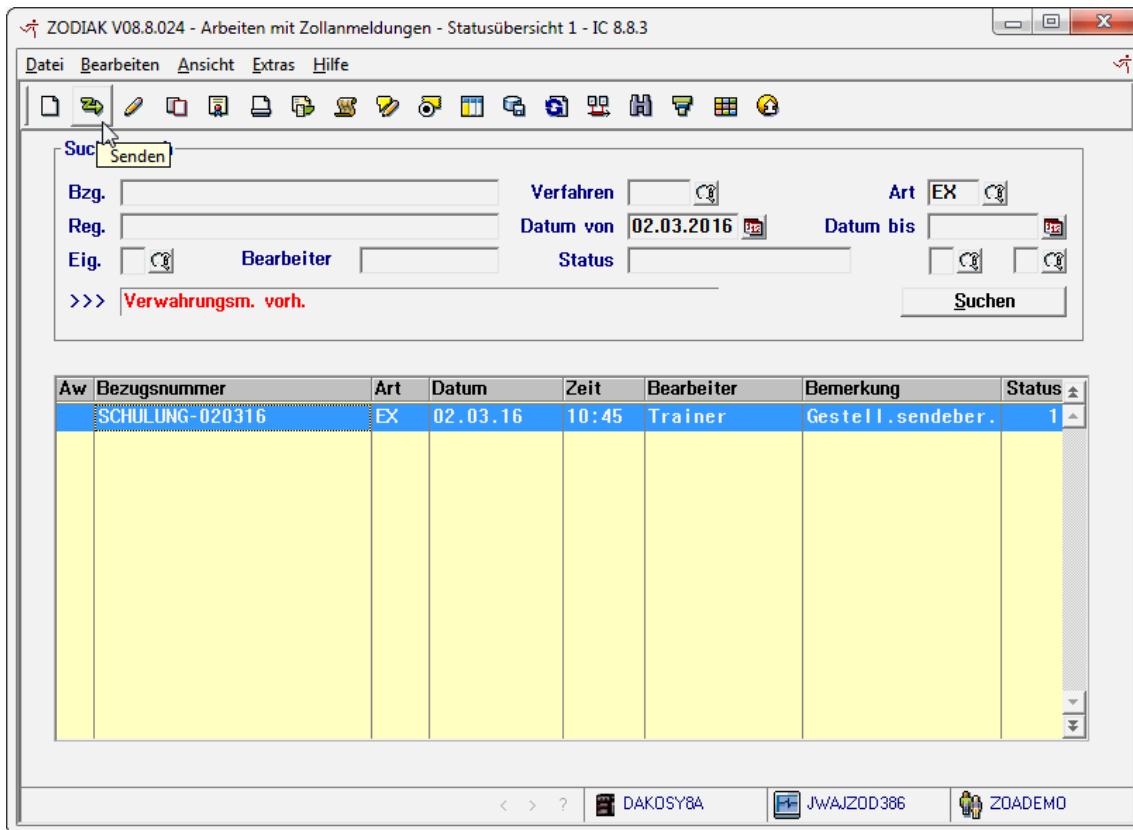 ZODIAK V08.8.024 - Arbeiten mit Zollanmeldungen - Statusübersicht 1 - IC 8.8.3
Datei Bearbeiten Ansicht Extras Hilfe
Suc
Senden
Bzg. Verfahren Art EX
Reg. Datum von 02.03.2016 Datum bis
Eig. Bearbeiter Status
>>> Verwahrungsm. vorh. Suchen
Aw Bezugsnummer Art Datum Zeit Bearbeiter Bemerkung Status
SCHULUNG-020316 EX 02.03.16 10:45 Trainer Gestell.sendeber. 1
< > ? DAKOSY8A JWAJZOD386 ZOADEMO